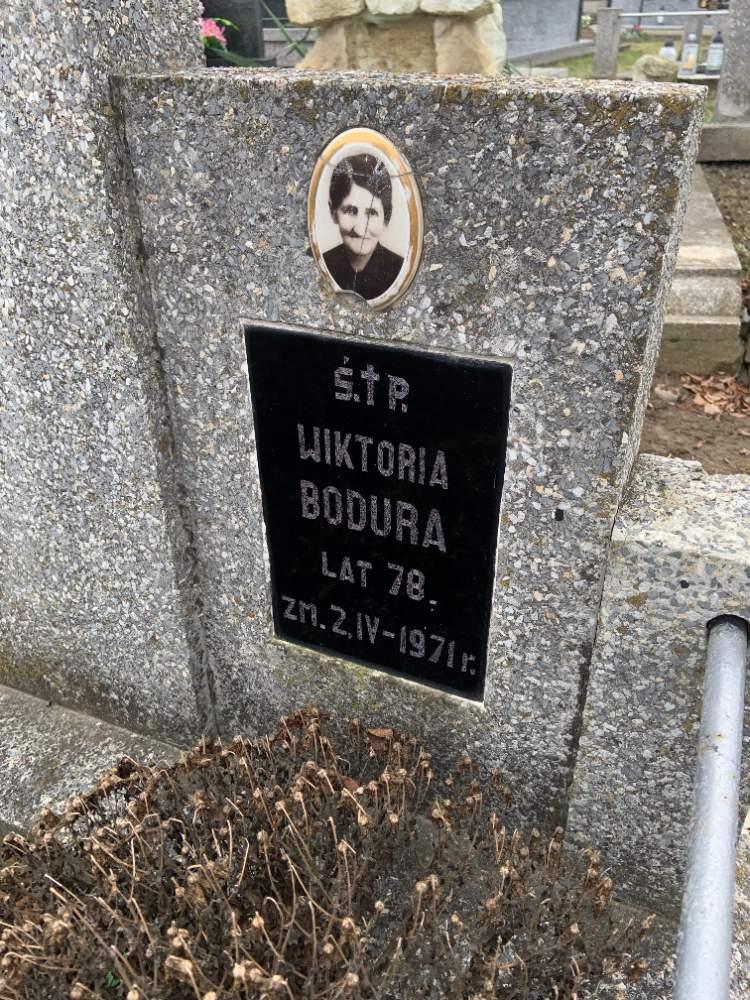 Ś.†P.
WIKTORIA
BODURA
LAT 78.
ZM. 2.IV-1971 r.